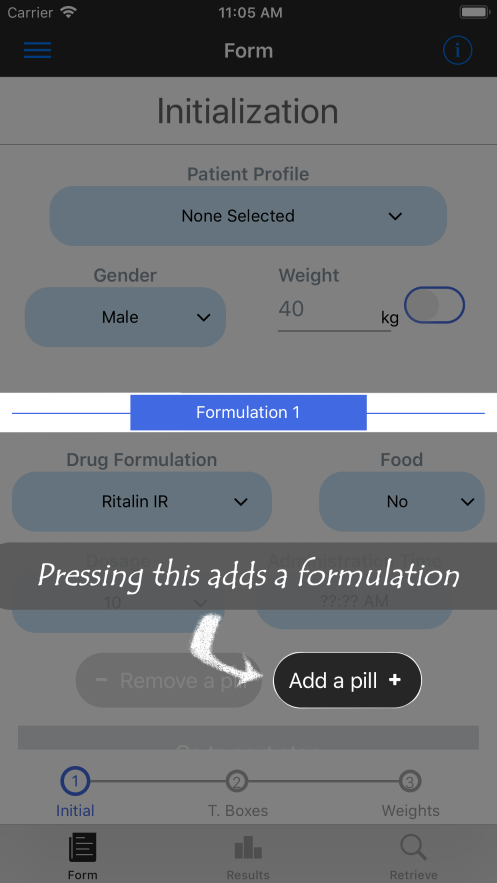 Carrier 11:05 AM
Form
Initialization
Patient Profile
None Selected
Gender Weight
Male 40 kg
Formulation 1
Drug Formulation Food
Ritalin IR No
Dosage Administration Time
Pressing this adds a formulation
10 ??:?? AM
− Remove a pill Add a pill +
1 2 3
Initial T. Boxes Weights
Form Results Retrieve